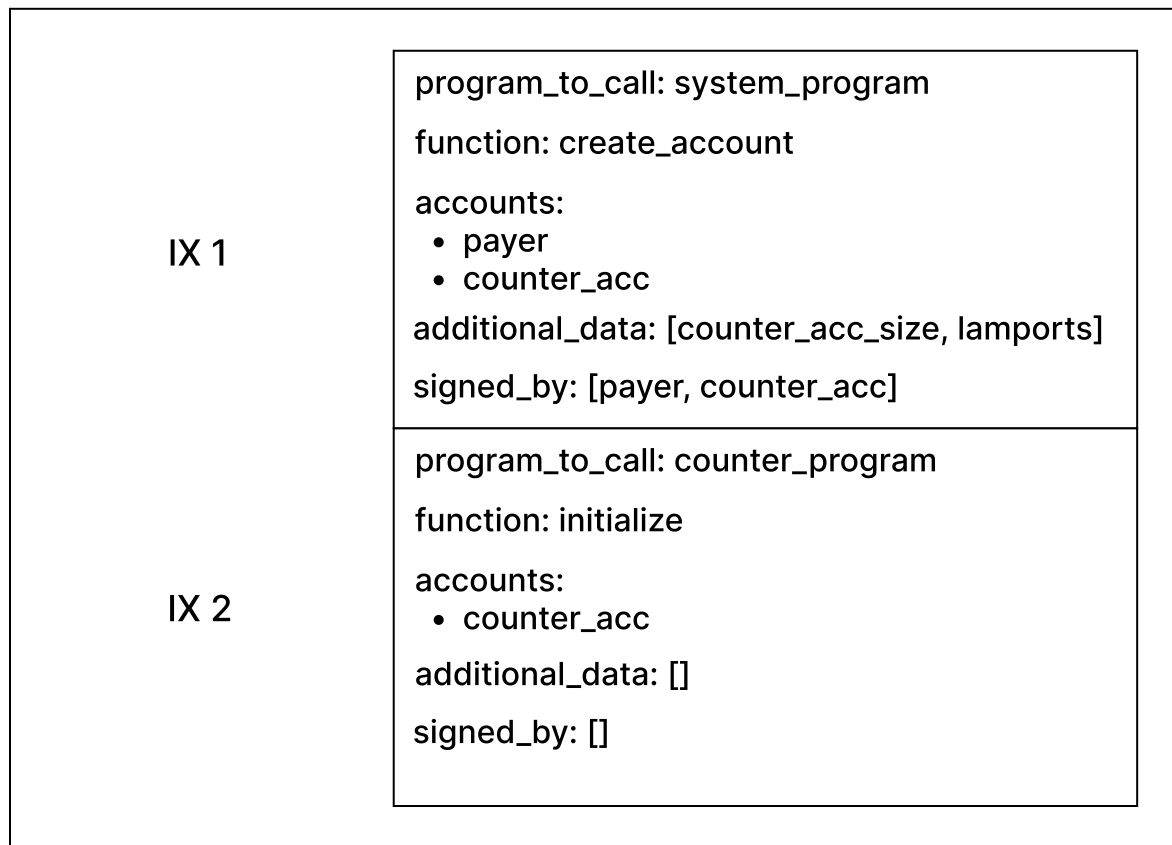 IX 1
program_to_call: system_program
function: create_account
accounts:
• payer
• counter_acc
additional_data: [counter_acc_size, lamports]
signed_by: [payer, counter_acc]
IX 2
program_to_call: counter_program
function: initialize
accounts:
• counter_acc
additional_data: []
signed_by: []